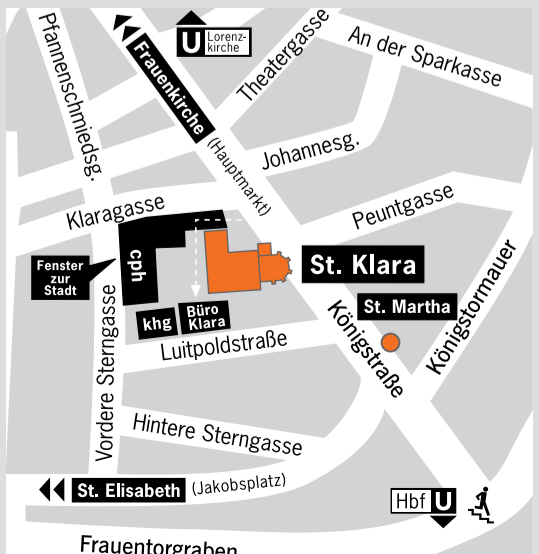 Pfannenschmiedsg.
Frauenkirche
(Hauptmarkt)
U
Lorenz-
kirche
Theatergasse
An der Sparkasse
Johannesg.
Klaragasse
Peuntgasse
cph
Fenster
zur
Stadt
St. Klara
St. Martha
Königstormauer
khg
Büro
Klara
Luitpoldstraße
Königstraße
Vordere Sterngasse
Hintere Sterngasse
St. Elisabeth (Jakobsplatz)
Hbf U
Frauentorgraben